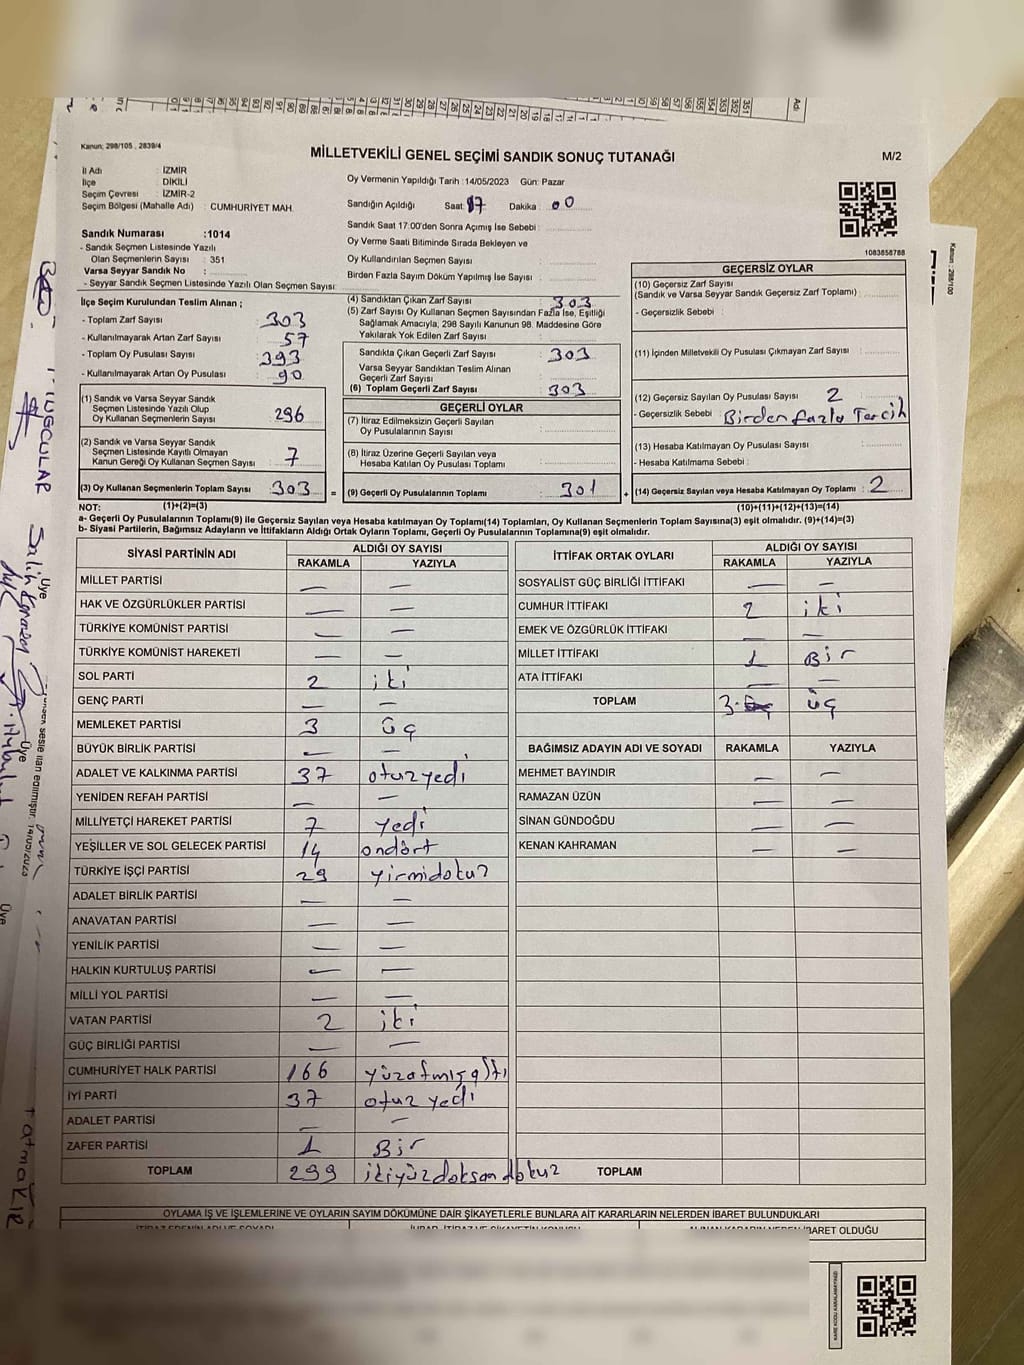 Kanun; 298/105 , 2839/4
MİLLETVEKİLİ GENEL SEÇİMİ SANDIK SONUÇ TUTANAĞI
M/2
İl Adı : İZMİR
İlçe : DİKİLİ
Seçim Çevresi : İZMİR-2
Seçim Bölgesi (Mahalle Adı) : CUMHURİYET MAH.
Oy Vermenin Yapıldığı Tarih :14/05/2023 Gün: Pazar
Sandığın Açıldığı Saat : 17 Dakika : 00
Sandık Saat 17:00'den Sonra Açımış İse Sebebi :
Oy Verme Saati Bitiminde Sırada Bekleyen ve
Oy Kullandırılan Seçmen Sayısı :
Birden Fazla Sayım Döküm Yapılmış İse Sayısı :
Sandık Numarası :1014
- Sandık Seçmen Listesinde Yazılı
Olan Seçmenlerin Sayısı : 351
Varsa Seyyar Sandık No :
- Seyyar Sandık Seçmen Listesinde Yazılı Olan Seçmen Sayısı:
1083858788
İlçe Seçim Kurulundan Teslim Alınan ;
- Toplam Zarf Sayısı : 303
- Kullanılmayarak Artan Zarf Sayısı : 57
- Toplam Oy Pusulası Sayısı : 393
- Kullanılmayarak Artan Oy Pusulası : 90
(1) Sandık ve Varsa Seyyar Sandık
Seçmen Listesinde Yazılı Olup
Oy Kullanan Seçmenlerin Sayısı : 296
(2) Sandık ve Varsa Seyyar Sandık
Seçmen Listesinde Kayıtlı Olmayan
Kanun Gereği Oy Kullanan Seçmen Sayısı : 7
(3) Oy Kullanan Seçmenlerin Toplam Sayısı : 303
(4) Sandıktan Çıkan Zarf Sayısı : 303
(5) Zarf Sayısı Oy Kullanan Seçmen Sayısından Fazla İse, Eşitliği
Sağlamak Amacıyla, 298 Sayılı Kanunun 98. Maddesine Göre
Yakılarak Yok Edilen Zarf Sayısı :
Sandıkta Çıkan Geçerli Zarf Sayısı : 303
Varsa Seyyar Sandıktan Teslim Alınan
Geçerli Zarf Sayısı :
(6) Toplam Geçerli Zarf Sayısı : 303
GEÇERLİ OYLAR
(7) İtiraz Edilmeksizin Geçerli Sayılan
Oy Pusulalarının Sayısı :
(8) İtiraz Üzerine Geçerli Sayılan veya
Hesaba Katılan Oy Pusulası Toplamı :
= (9) Geçerli Oy Pusulalarının Toplamı : 301
GEÇERSİZ OYLAR
(10) Geçersiz Zarf Sayısı
(Sandık ve Varsa Seyyar Sandık Geçersiz Zarf Toplamı) :
- Geçersizlik Sebebi :
(11) İçinden Milletvekili Oy Pusulası Çıkmayan Zarf Sayısı :
(12) Geçersiz Sayılan Oy Pusulası Sayısı : 2
- Geçersizlik Sebebi : Birden fazla Tercih
(13) Hesaba Katılmayan Oy Pusulası Sayısı :
- Hesaba Katılmama Sebebi :
+ (14) Geçersiz Sayılan veya Hesaba Katılmayan Oy Toplamı : 2
NOT: (1)+(2)=(3)
(10)+(11)+(12)+(13)=(14)
a- Geçerli Oy Pusulalarının Toplamı(9) ile Geçersiz Sayılan veya Hesaba katılmayan Oy Toplamı(14) Toplamları, Oy Kullanan Seçmenlerin Toplam Sayısına(3) eşit olmalıdır. (9)+(14)=(3)
b- Siyasi Partilerin, Bağımsız Adayların ve İttifakların Aldığı Ortak Oyların Toplamı, Geçerli Oy Pusulalarının Toplamına(9) eşit olmalıdır.
SİYASİ PARTİNİN ADI ALDIĞI OY SAYISI
RAKAMLA YAZIYLA
MİLLET PARTİSI — —
HAK VE ÖZGÜRLÜKLER PARTİSİ — —
TÜRKİYE KOMÜNİST PARTİSİ — —
TÜRKİYE KOMÜNİST HAREKETİ — —
SOL PARTİ 2 iki
GENÇ PARTİ — —
MEMLEKET PARTİSİ 3 üç
BÜYÜK BİRLİK PARTİSİ — —
ADALET VE KALKINMA PARTİSİ 37 otuzyedi
YENİDEN REFAH PARTİSİ — —
MİLLİYETÇİ HAREKET PARTİSİ 7 yedi
YEŞİLLER VE SOL GELECEK PARTİSİ 14 ondört
TÜRKİYE İŞÇİ PARTİSİ 29 yirmidokuz
ADALET BİRLİK PARTİSİ — —
ANAVATAN PARTİSİ — —
YENİLİK PARTİSİ — —
HALKIN KURTULUŞ PARTİSİ — —
MİLLİ YOL PARTİSİ — —
VATAN PARTİSİ 2 iki
GÜÇ BİRLİĞİ PARTİSİ — —
CUMHURİYET HALK PARTİSİ 166 yüzatmışaltı
İYİ PARTİ 37 otuz yedi
ADALET PARTİSİ — —
ZAFER PARTİSİ 1 Bir
TOPLAM 299 ikiyüzdoksandokuz
İTTİFAK ORTAK OYLARI ALDIĞI OY SAYISI
RAKAMLA YAZIYLA
SOSYALİST GÜÇ BİRLİĞİ İTTİFAKI — —
CUMHUR İTTİFAKI 2 iki
EMEK VE ÖZGÜRLÜK İTTİFAKI — —
MİLLET İTTİFAKI 1 Bir
ATA İTTİFAKI — —
TOPLAM 3 üç
BAĞIMSIZ ADAYIN ADI VE SOYADI RAKAMLA YAZIYLA
MEHMET BAYINDIR — —
RAMAZAN ÜZÜN — —
SİNAN GÜNDOĞDU — —
KENAN KAHRAMAN — —
TOPLAM
OYLAMA İŞ VE İŞLEMLERİNE VE OYLARIN SAYIM DÖKÜMÜNE DAİR ŞİKAYETLERLE BUNLARA AİT KARARLARIN NELERDEN İBARET BULUNDUKLARI